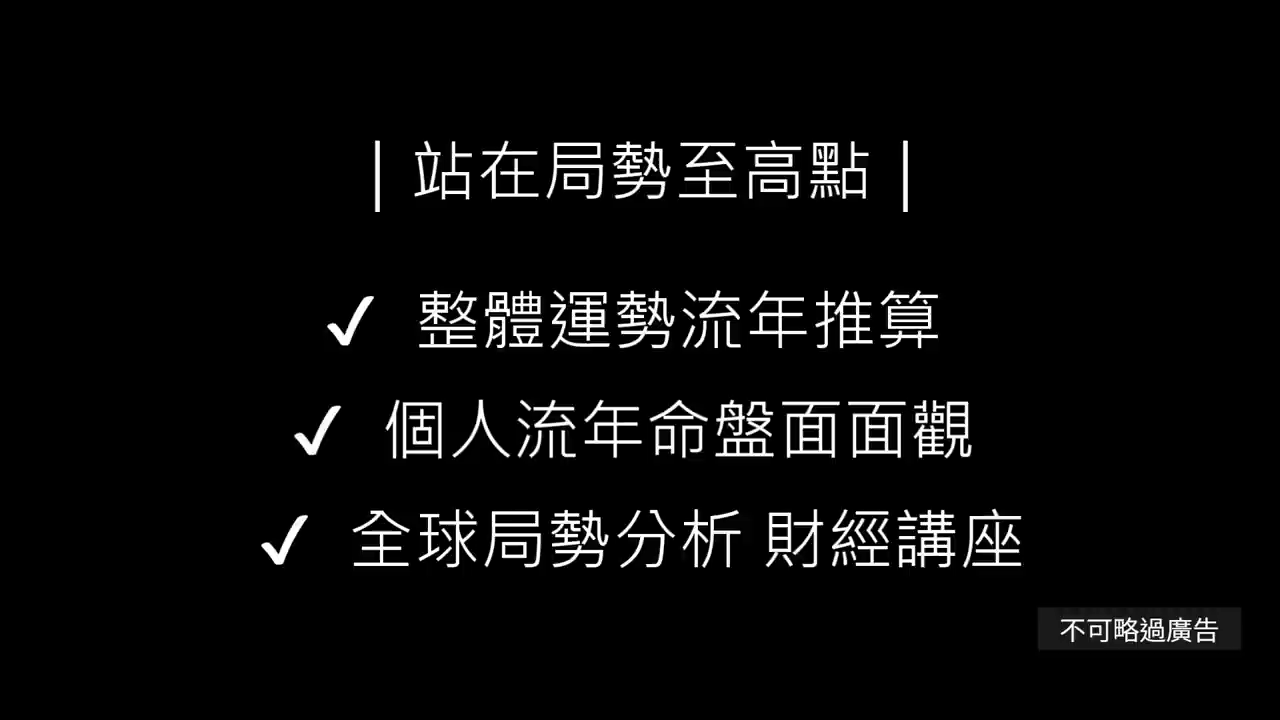 | 站在局勢至高點 |
✓ 整體運勢流年推算
✓ 個人流年命盤面面觀
✓ 全球局勢分析 財經講座
不可略過廣告